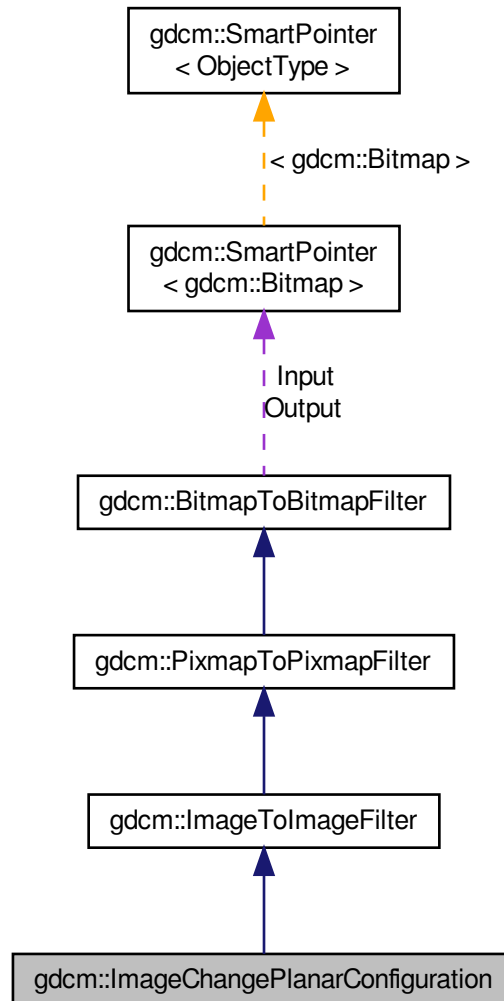 gdcm::SmartPointer
< ObjectType >
< gdcm::Bitmap >
gdcm::SmartPointer
< gdcm::Bitmap >
Input
Output
gdcm::BitmapToBitmapFilter
gdcm::PixmapToPixmapFilter
gdcm::ImageToImageFilter
gdcm::ImageChangePlanarConfiguration